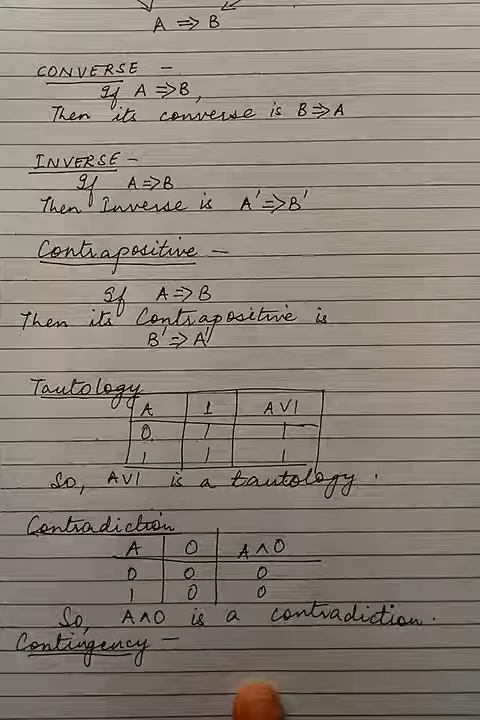 A ⇒ B
CONVERSE -
If A ⇒ B,
Then its converse is B ⇒ A
INVERSE -
If A ⇒ B
Then Inverse is A' ⇒ B'
Contrapositive -
If A ⇒ B
Then its Contrapositive is
B' ⇒ A'
Tautology
A 1 A V 1
0 1 1
1 1 1
So, A V 1 is a tautology.
Contradiction
A 0 A ∧ 0
0 0 0
1 0 0
So, A ∧ 0 is a contradiction.
Contingency -